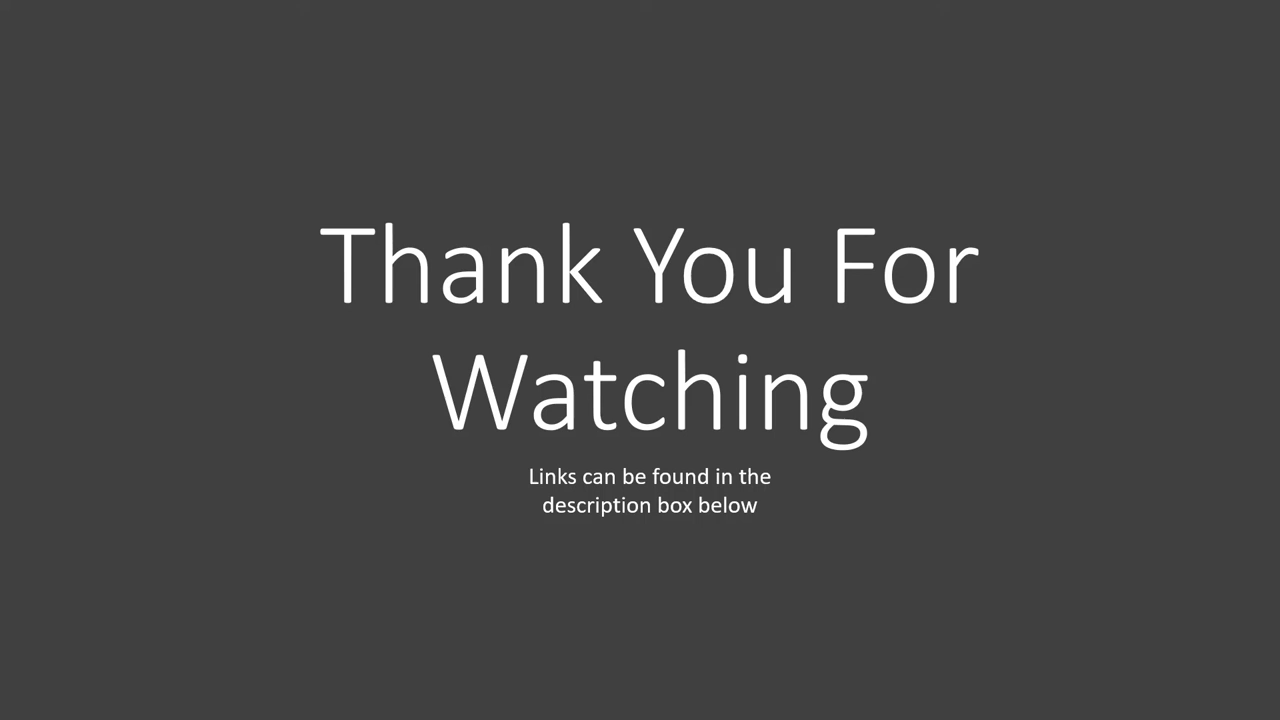 Thank You For
Watching
Links can be found in the
description box below